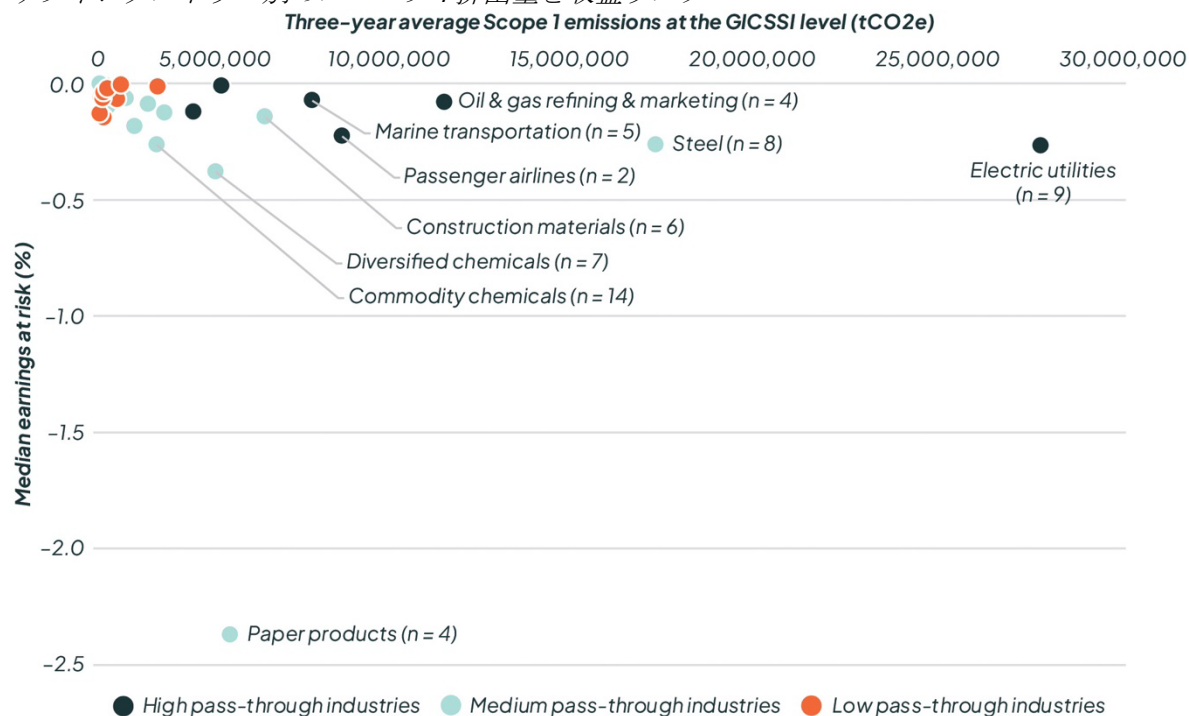 Three-year average Scope 1 emissions at the GICSSI level (tCO2e)
0 5,000,000 10,000,000 15,000,000 20,000,000 25,000,000 30,000,000
0.0
Oil & gas refining & marketing (n = 4)
Marine transportation (n = 5)
Steel (n = 8)
Passenger airlines (n = 2)
Electric utilities
(n = 9)
-0.5
Construction materials (n = 6)
Diversified chemicals (n = 7)
Commodity chemicals (n = 14)
-1.0
Median earnings at risk (%)
-1.5
-2.0
Paper products (n = 4)
-2.5
High pass-through industries Medium pass-through industries Low pass-through industries